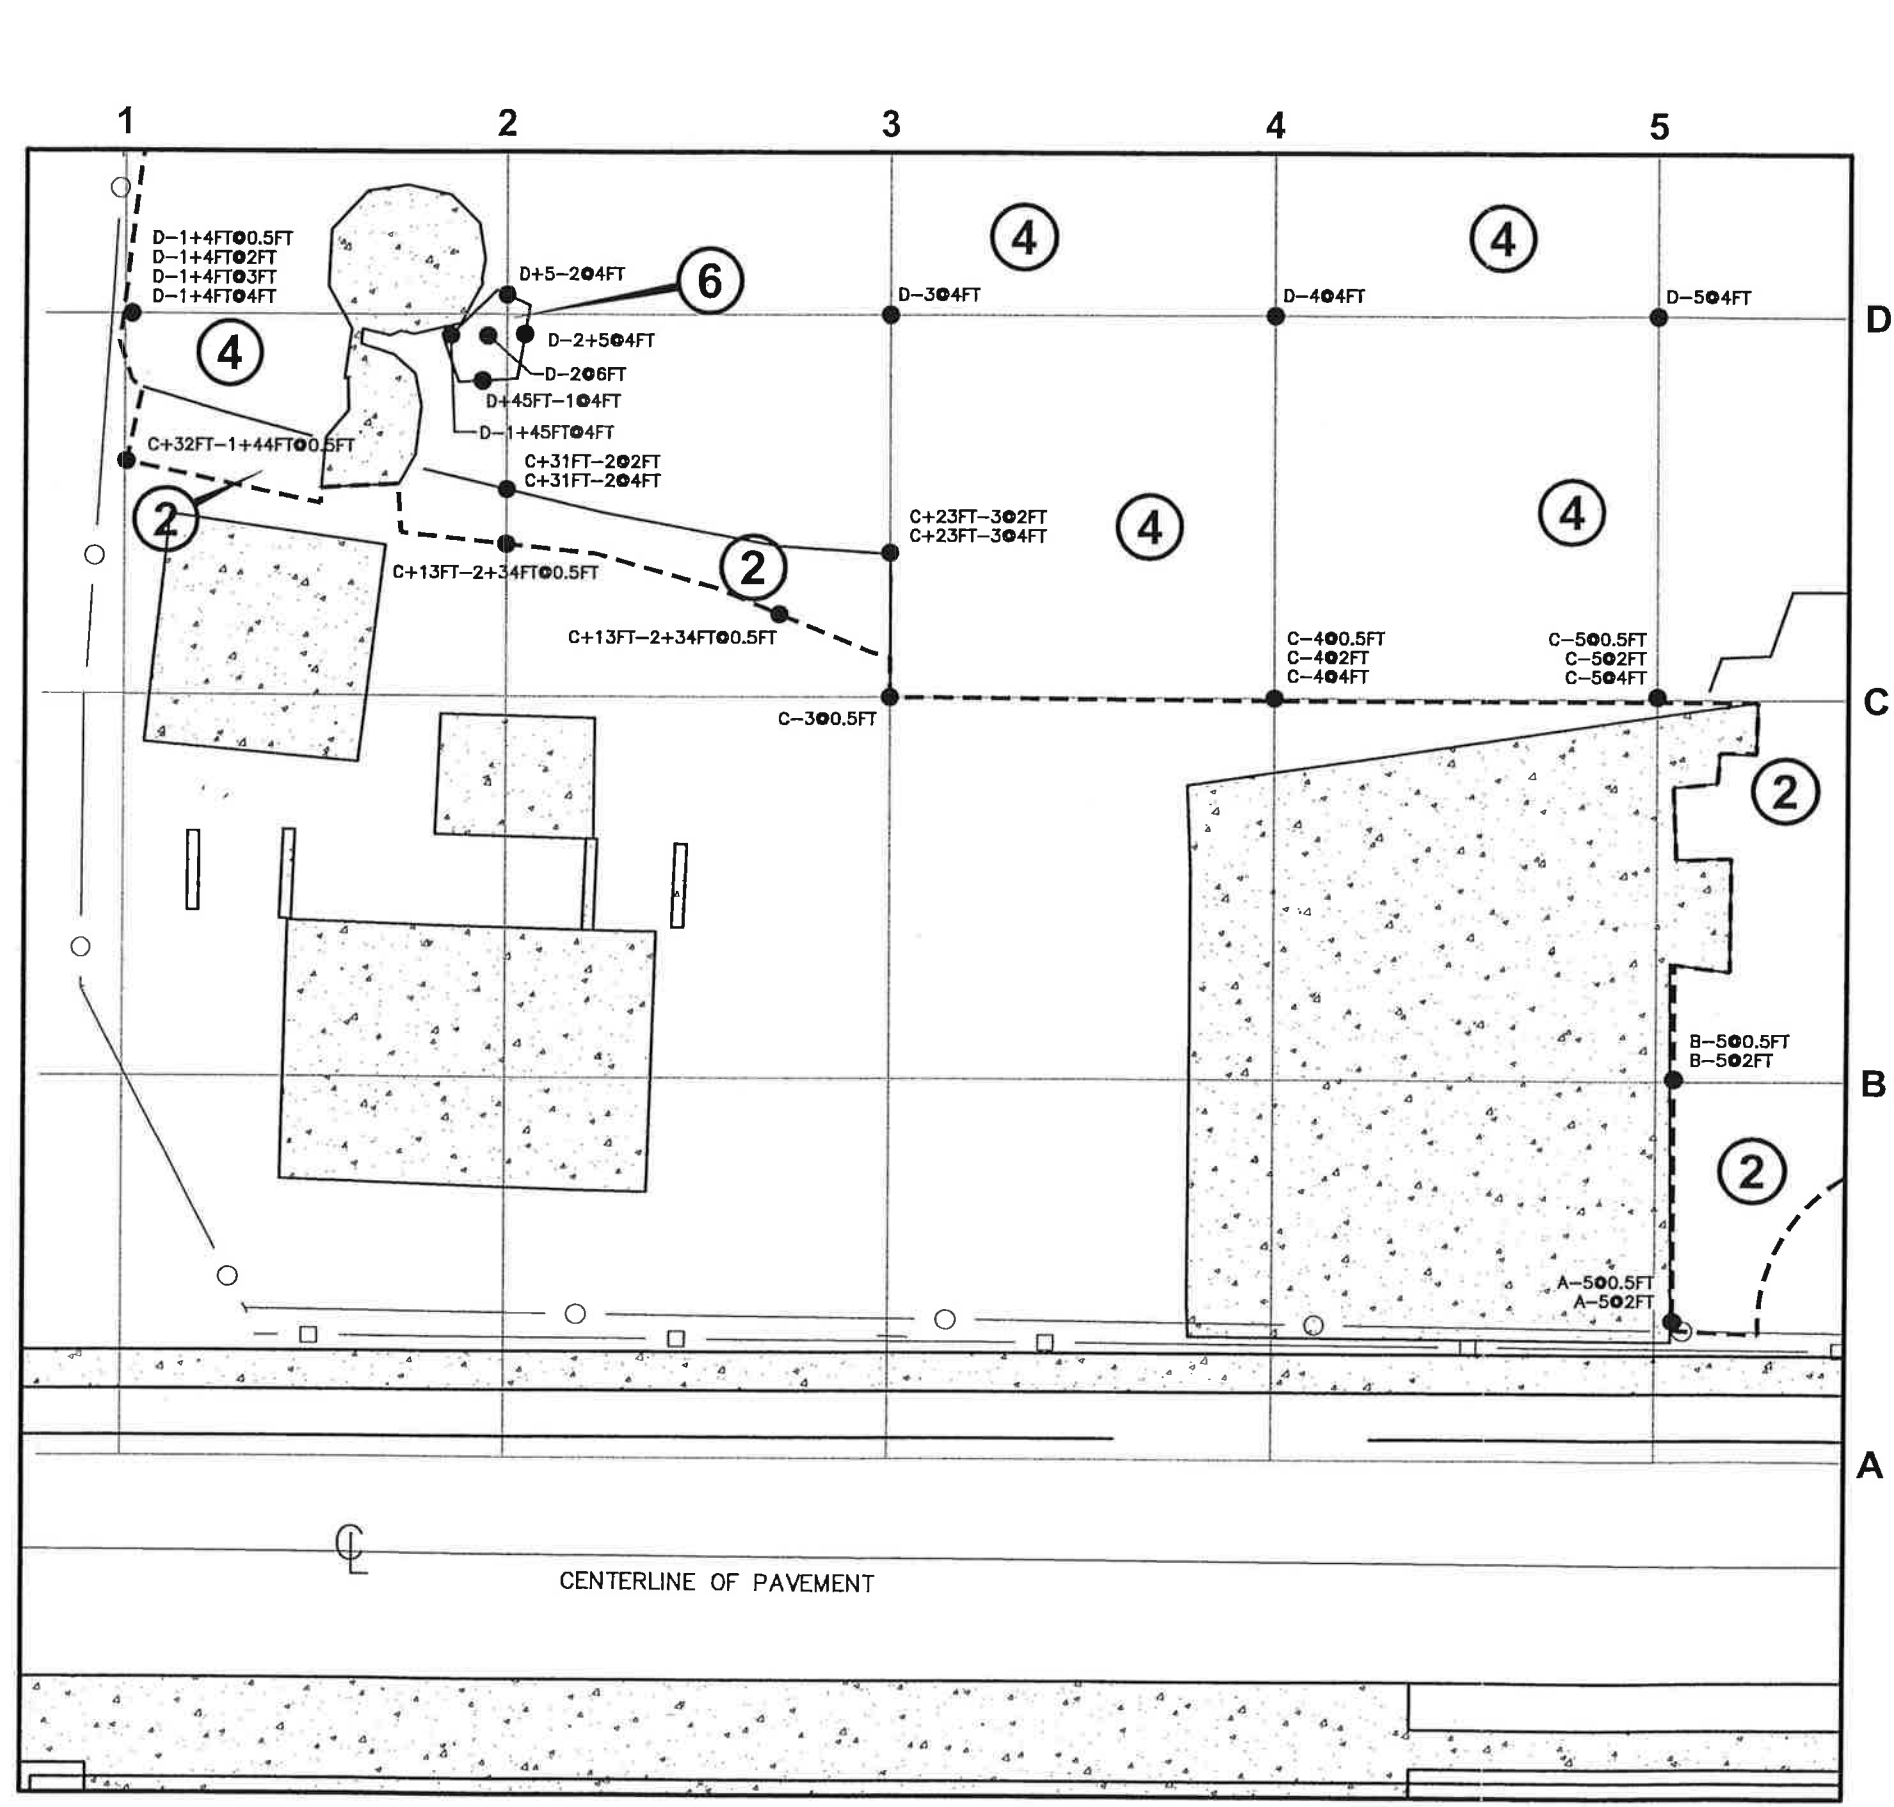 1 2 3 4 5
4
4
D-1+4FT@0.5FT
D-1+4FT@2FT
D-1+4FT@3FT
D-1+4FT@4FT
D+5-2@4FT
6
D-3@4FT
D-4@4FT
D-5@4FT
D
4
D-2+5@4FT
D-2@6FT
D+45FT-1@4FT
D-1+45FT@4FT
C+32FT-1+44FT@0.5FT
C+31FT-2@2FT
C+31FT-2@4FT
2
C+23FT-3@2FT
C+23FT-3@4FT
4
4
2
C+13FT-2+34FT@0.5FT
C+13FT-2+34FT@0.5FT
C-4@0.5FT
C-4@2FT
C-4@4FT
C-5@0.5FT
C-5@2FT
C-5@4FT
C-3@0.5FT
C
2
B-5@0.5FT
B-5@2FT
B
2
A-5@0.5FT
A-5@2FT
A
CL
CENTERLINE OF PAVEMENT